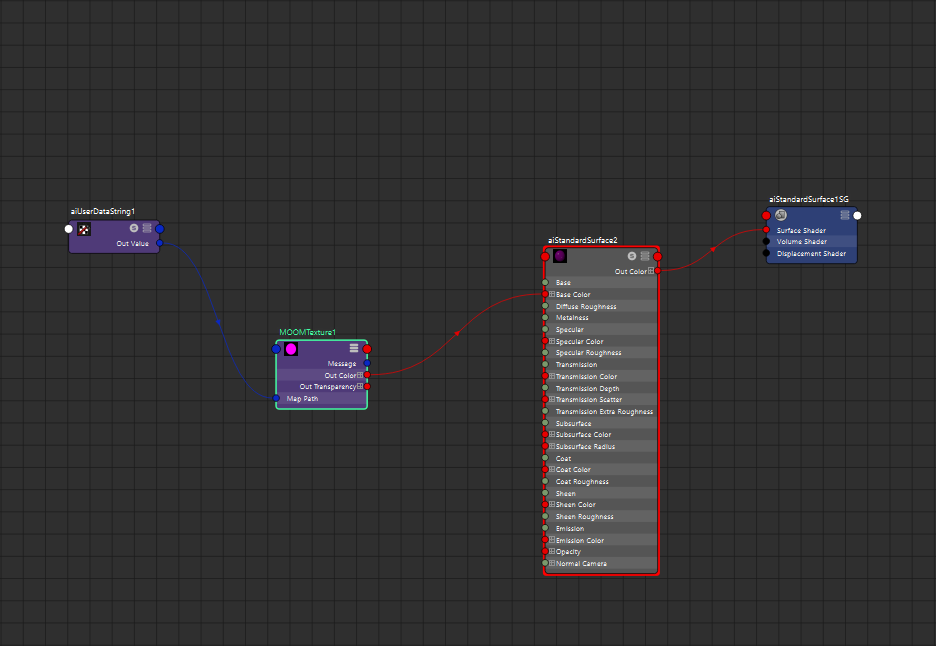 aiUserDataString1
Out Value
MOOMTexture1
Message
Out Color
Out Transparency
Map Path
aiStandardSurface2
Out Color
Base
Base Color
Diffuse Roughness
Metalness
Specular
Specular Color
Specular Roughness
Transmission
Transmission Color
Transmission Depth
Transmission Scatter
Transmission Extra Roughness
Subsurface
Subsurface Color
Subsurface Radius
Coat
Coat Color
Coat Roughness
Sheen
Sheen Color
Sheen Roughness
Emission
Emission Color
Opacity
Normal Camera
aiStandardSurface1SG
Surface Shader
Volume Shader
Displacement Shader